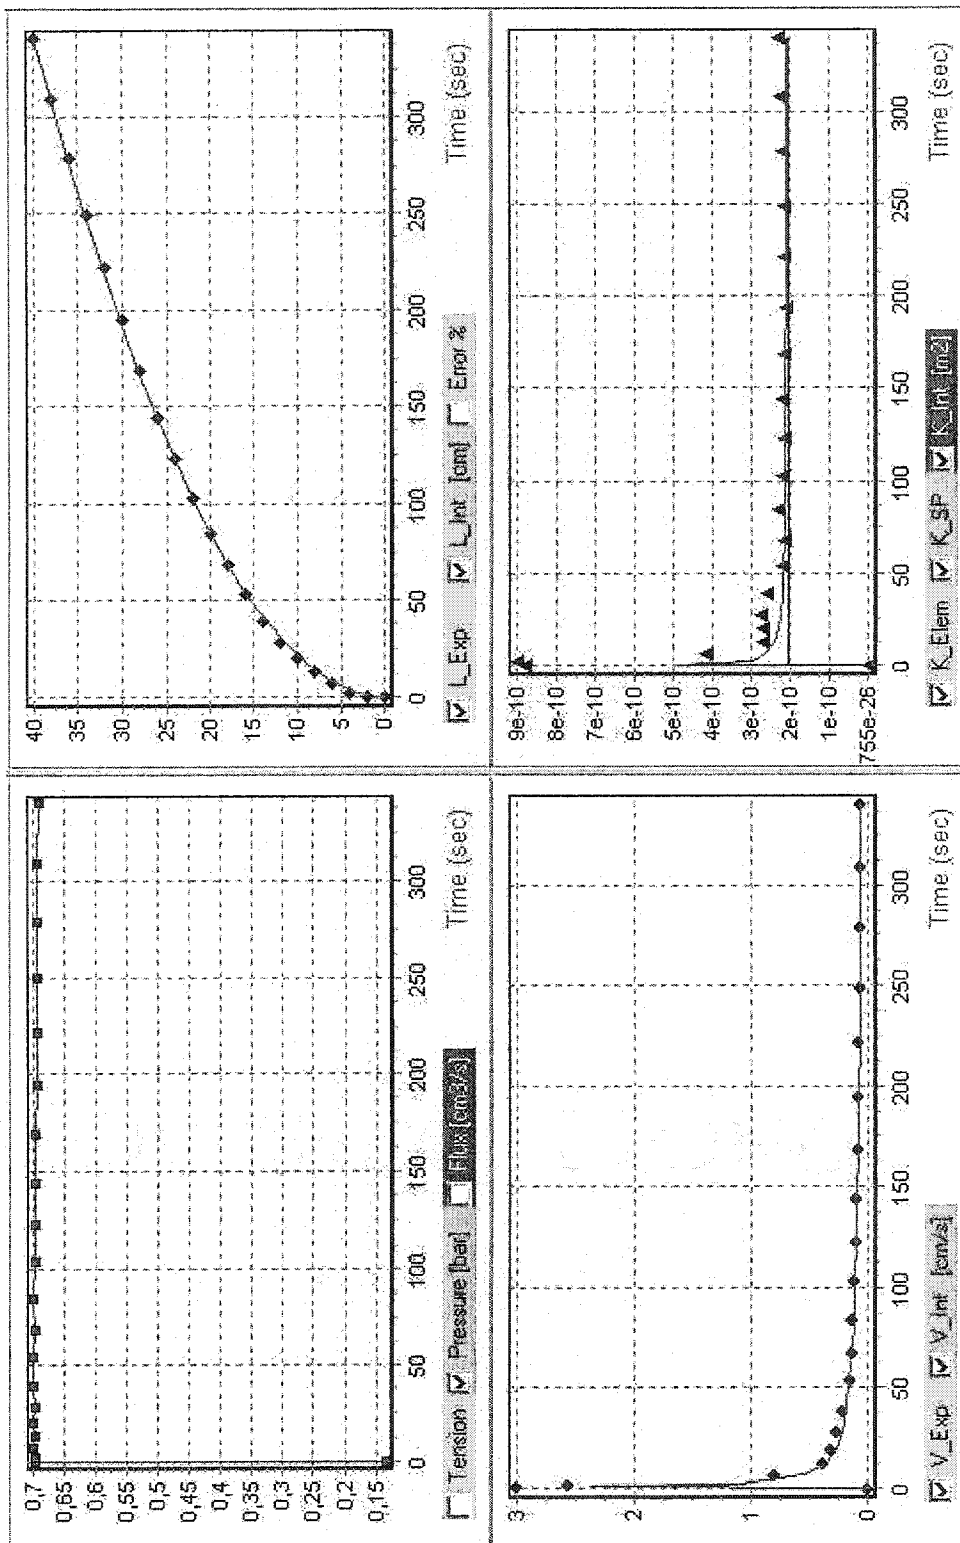 0,7
0,65
0,6
0,55
0,5
0,45
0,4
0,35
0,3
0,25
0,2
0,15
0 50 100 150 200 250 300
Time (sec)
Tension Pressure [bar] Flux [cm3/s]
40
35
30
25
20
15
10
5
0
0 50 100 150 200 250 300
Time (sec)
L_Exp L_Int [cm] Error %
3
2
1
0
0 50 100 150 200 250 300
Time (sec)
V_Exp V_Int [cm/s]
9e-10
8e-10
7e-10
6e-10
5e-10
4e-10
3e-10
2e-10
1e-10
755e-26
0 50 100 150 200 250 300
Time (sec)
K_Elem K_SP K_Int [m2]